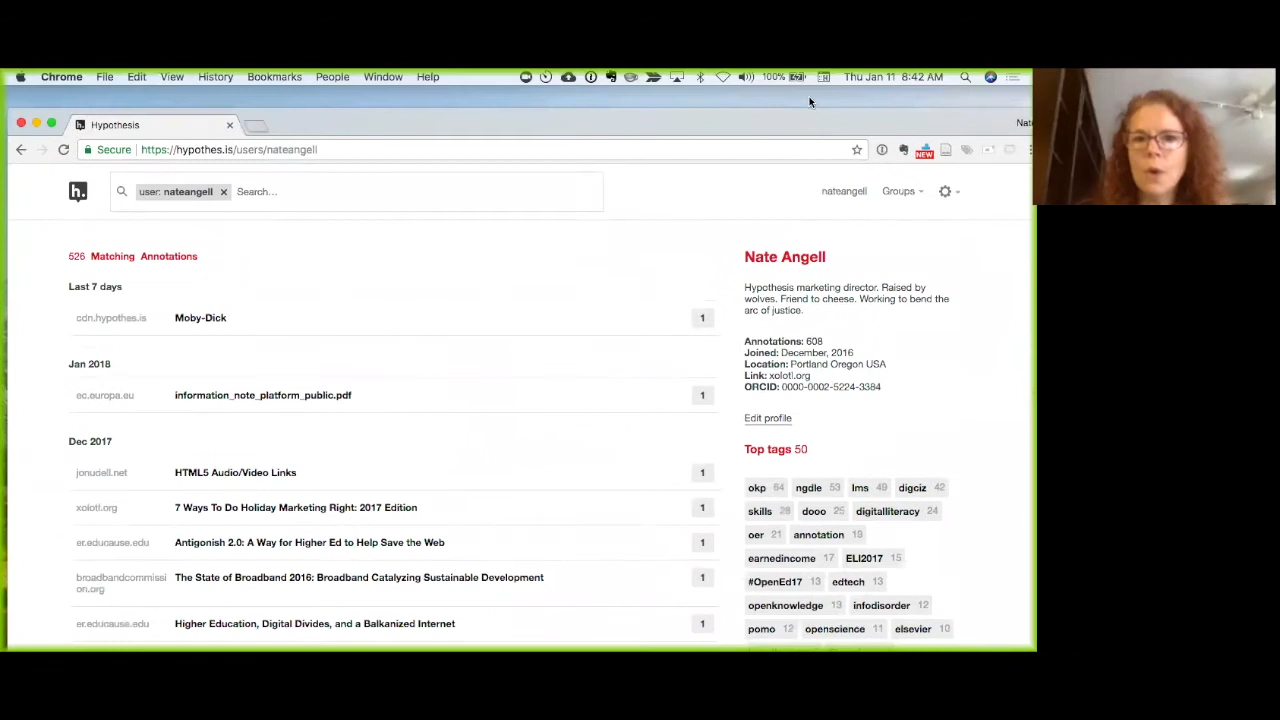 Chrome File Edit View History Bookmarks People Window Help 100% Thu Jan 11 8:42 AM
Hypothesis
Nate
Secure https://hypothes.is/users/nateangell NEW
h. user: nateangell Search... nateangell Groups
526 Matching Annotations
Last 7 days
cdn.hypothes.is Moby-Dick 1
Jan 2018
ec.europa.eu information_note_platform_public.pdf 1
Dec 2017
jonudell.net HTML5 Audio/Video Links 1
xolotl.org 7 Ways To Do Holiday Marketing Right: 2017 Edition 1
er.educause.edu Antigonish 2.0: A Way for Higher Ed to Help Save the Web 1
broadbandcommissi The State of Broadband 2016: Broadband Catalyzing Sustainable Development 1
on.org
er.educause.edu Higher Education, Digital Divides, and a Balkanized Internet 1
Nate Angell
Hypothesis marketing director. Raised by
wolves. Friend to cheese. Working to bend the
arc of justice.
Annotations: 608
Joined: December, 2016
Location: Portland Oregon USA
Link: xolotl.org
ORCID: 0000-0002-5224-3384
Edit profile
Top tags 50
okp 64 ngdle 53 lms 49 digciz 42
skills 28 dooo 25 digitalliteracy 24
oer 21 annotation 19
earnedincome 17 ELI2017 15
#OpenEd17 13 edtech 13
openknowledge 13 infodisorder 12
pomo 12 openscience 11 elsevier 10